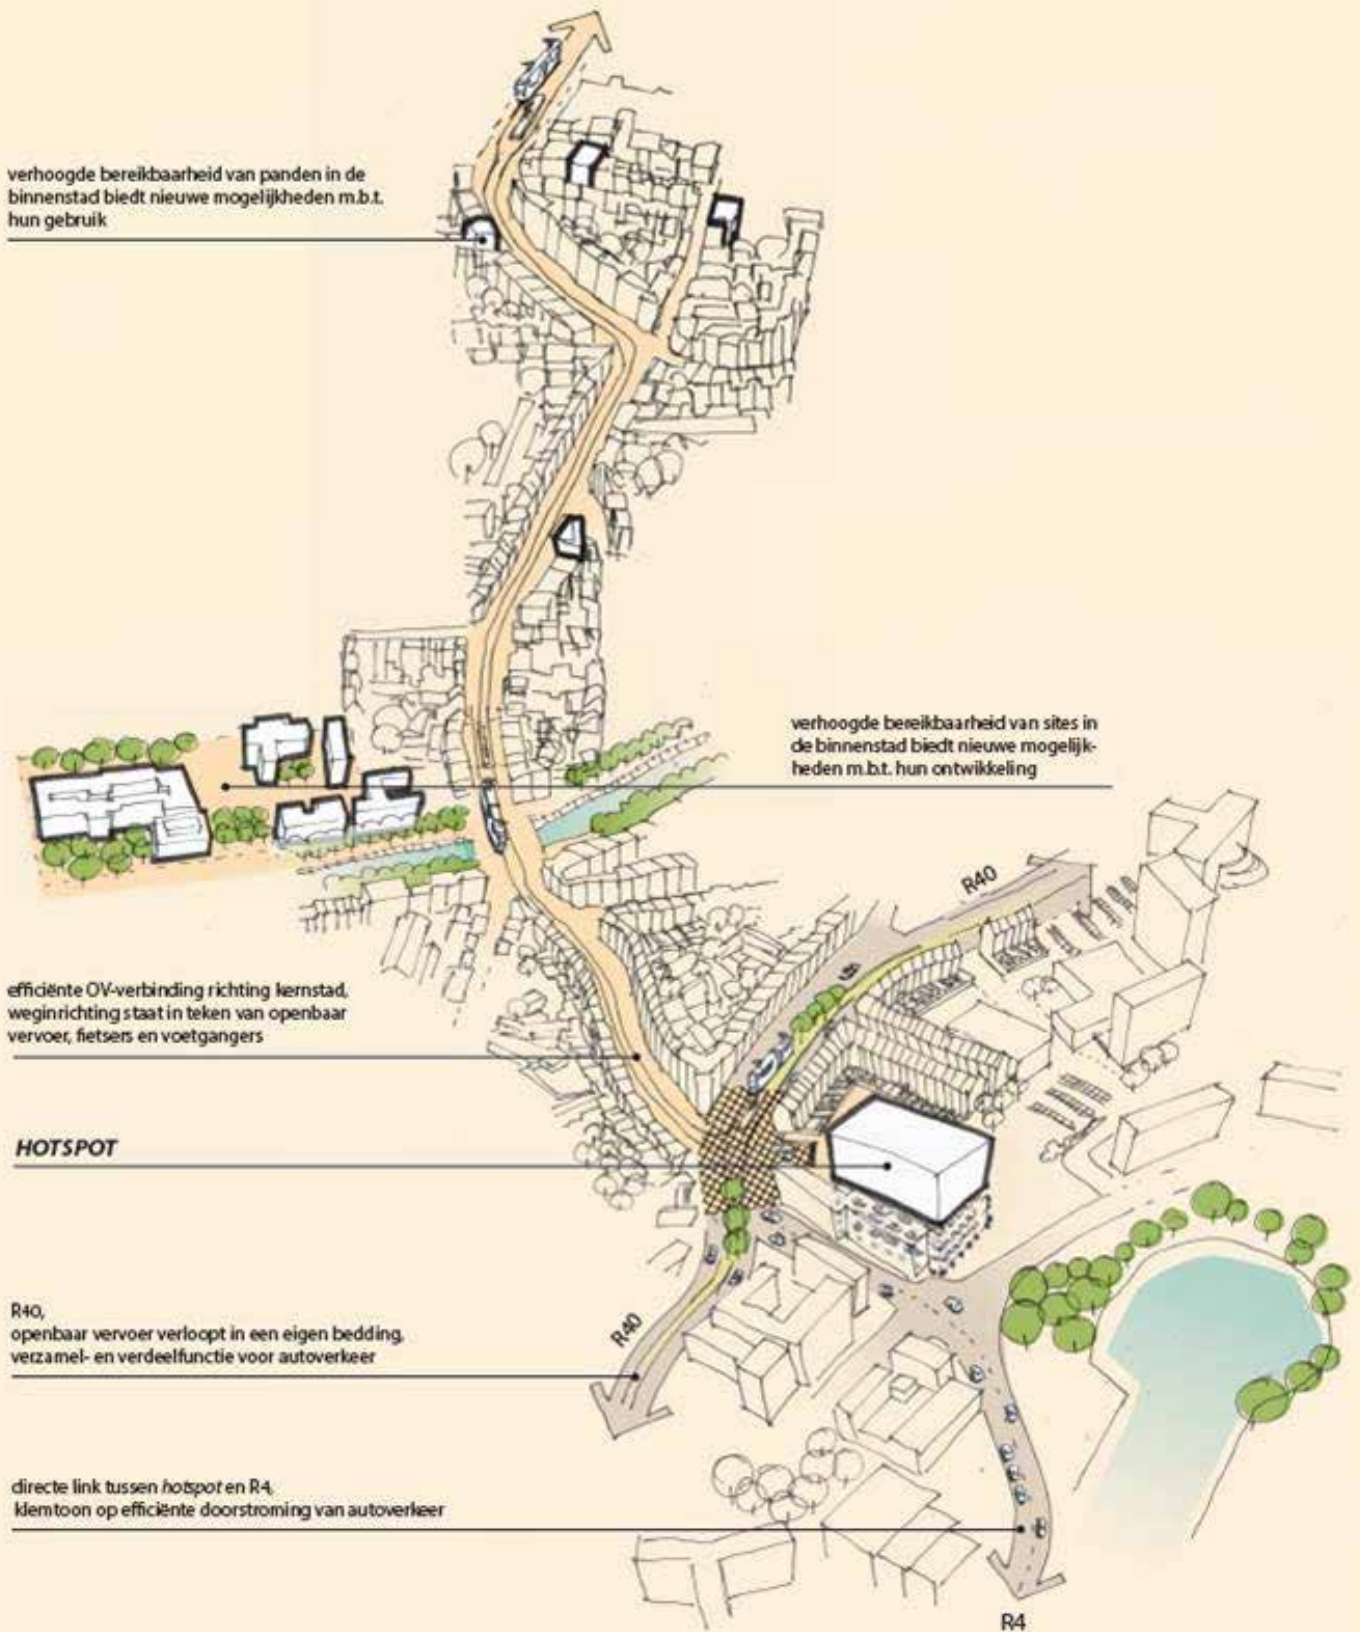 verhoogde bereikbaarheid van panden in de
binnenstad biedt nieuwe mogelijkheden m.b.t.
hun gebruik
verhoogde bereikbaarheid van sites in
de binnenstad biedt nieuwe mogelijk-
heden m.b.t. hun ontwikkeling
R40
efficiënte OV-verbinding richting kernstad,
weginrichting staat in teken van openbaar
vervoer, fietsers en voetgangers
HOTSPOT
R40,
openbaar vervoer verloopt in een eigen bedding,
verzamel- en verdeelfunctie voor autoverkeer
R40
directe link tussen hotspot en R4,
klemtoon op efficiënte doorstroming van autoverkeer
R4